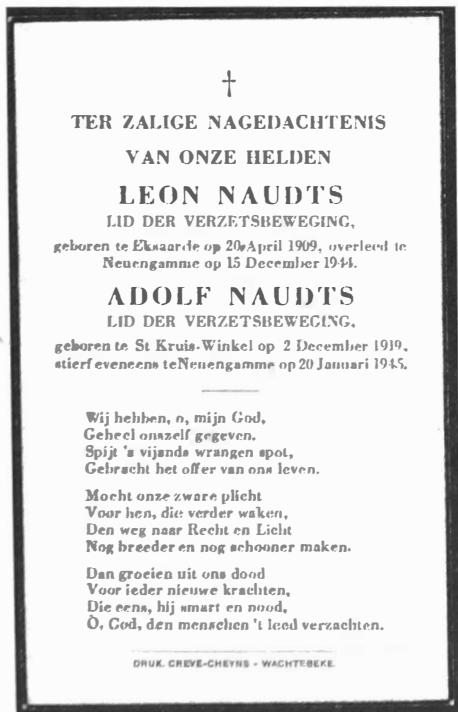 †
TER ZALIGE NAGEDACHTENIS
VAN ONZE HELDEN
LEON NAUDTS
LID DER VERZETSBEWEGING,
geboren te Eksaarde op 20 April 1909, overleed te
Neuengamme op 15 December 1944.
ADOLF NAUDTS
LID DER VERZETSBEWEGING,
geboren te St Kruis-Winkel op 2 December 1919,
stierf eveneens te Neuengamme op 20 Januari 1945.
Wij hebben, o, mijn God,
Geheel onszelf gegeven.
Spijt 's vijands wrangen spot,
Gebracht het offer van ons leven.
Mocht onze zware plicht
Voor hen, die verder waken,
Den weg naar Recht en Licht
Nog breeder en nog schooner maken.
Dan groeien uit ons dood
Voor ieder nieuwe krachten,
Die eens, bij smart en nood,
Ò, God, den menschen 't leed verzachten.
DRUK. CREVE-CHEYNS - WACHTEBEKE.